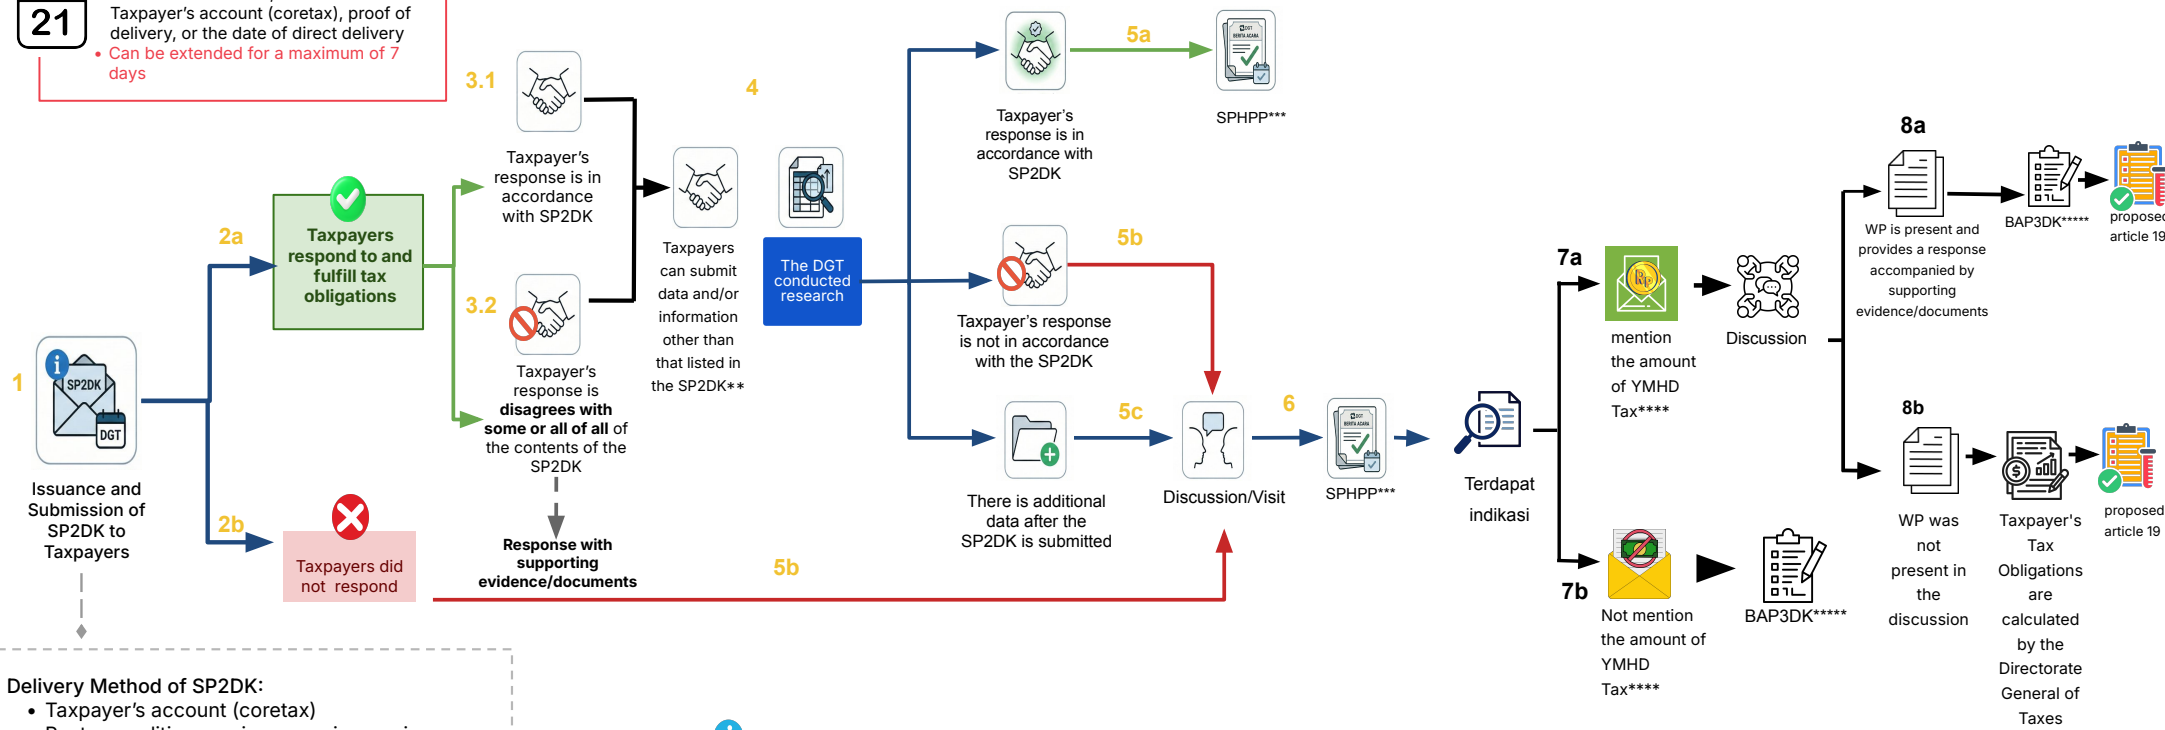 21
Taxpayer's account (coretax), proof of
delivery, or the date of direct delivery
• Can be extended for a maximum of 7
days
1
SP2DK
DGT
Issuance and
Submission of
SP2DK to
Taxpayers
2a
Taxpayers
respond to and
fulfill tax
obligations
2b
Taxpayers did
not respond
3.1
Taxpayer's
response is in
accordance
with SP2DK
3.2
Taxpayer's
response is
disagrees with
some or all of all of
the contents of the
SP2DK
Response with
supporting
evidence/documents
4
Taxpayers
can submit
data and/or
information
other than
that listed in
the SP2DK**
The DGT
conducted
research
Taxpayer's
response is in
accordance with
SP2DK
5a
DGT
BERITA ACARA
SPHPP***
Taxpayer's response
is not in accordance
with the SP2DK
5b
There is additional
data after the
SP2DK is submitted
5c
5b
Discussion/Visit
6
DGT
BERITA ACARA
SPHPP***
Terdapat
indikasi
7a
Rp
mention
the amount
of YMHD
Tax****
Discussion
7b
Not mention
the amount of
YMHD
Tax****
BAP3DK*****
8a
WP is present and
provides a response
accompanied by
supporting
evidence/documents
BAP3DK*****
proposed
article 19
8b
WP was
not
present in
the
discussion
Taxpayer's
Tax
Obligations
are
calculated
by the
Directorate
General of
Taxes
proposed
article 19
Delivery Method of SP2DK:
• Taxpayer's account (coretax)